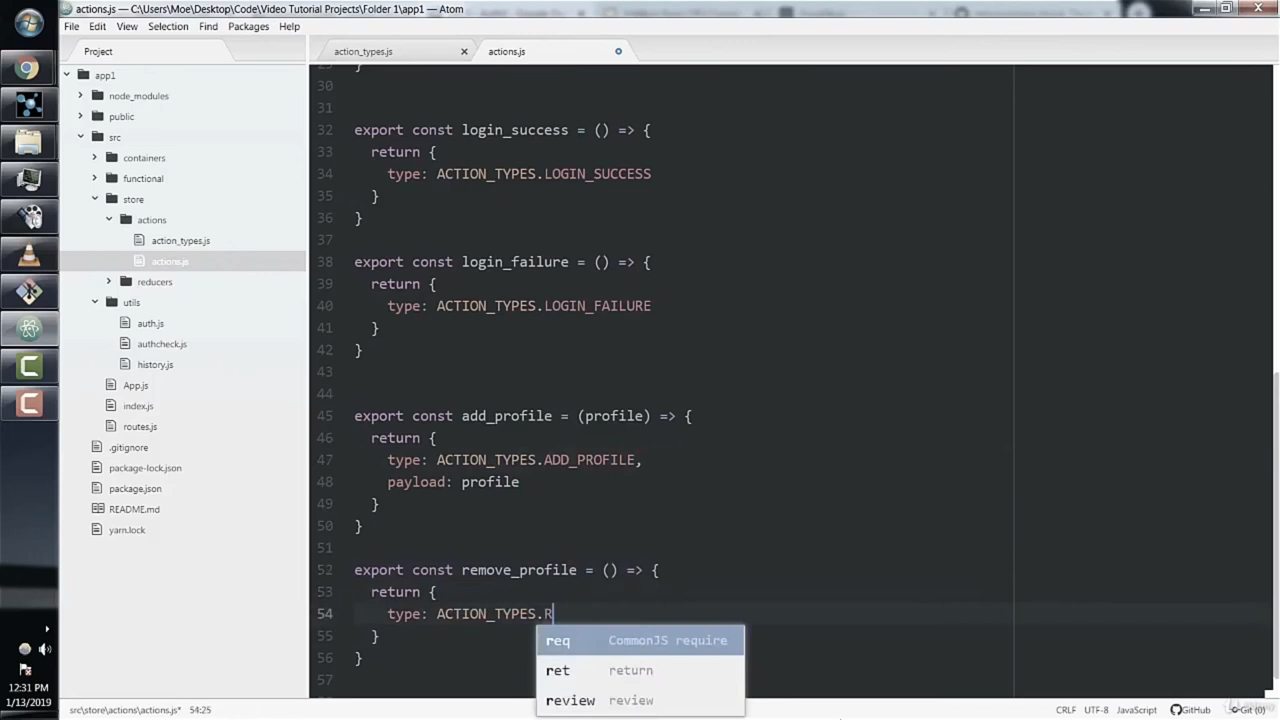 actions.js — C:\Users\Moe\Desktop\Code\Video Tutorial Projects\Folder 1\app1 — Atom
File Edit View Selection Find Packages Help
Project
action_types.js
actions.js
app1
node_modules
public
src
containers
functional
store
actions
action_types.js
actions.js
reducers
utils
auth.js
authcheck.js
history.js
App.js
index.js
routes.js
.gitignore
package-lock.json
package.json
README.md
yarn.lock
}
30
31
32 export const login_success = () => {
33 return {
34 type: ACTION_TYPES.LOGIN_SUCCESS
35 }
36 }
37
38 export const login_failure = () => {
39 return {
40 type: ACTION_TYPES.LOGIN_FAILURE
41 }
42 }
43
44
45 export const add_profile = (profile) => {
46 return {
47 type: ACTION_TYPES.ADD_PROFILE,
48 payload: profile
49 }
50 }
51
52 export const remove_profile = () => {
53 return {
54 type: ACTION_TYPES.R
55 }
56 }
57
req CommonJS require
ret return
review review
12:31 PM
1/13/2019
src\store\actions\actions.js* 54:25
CRLF UTF-8 JavaScript GitHub Git (0)